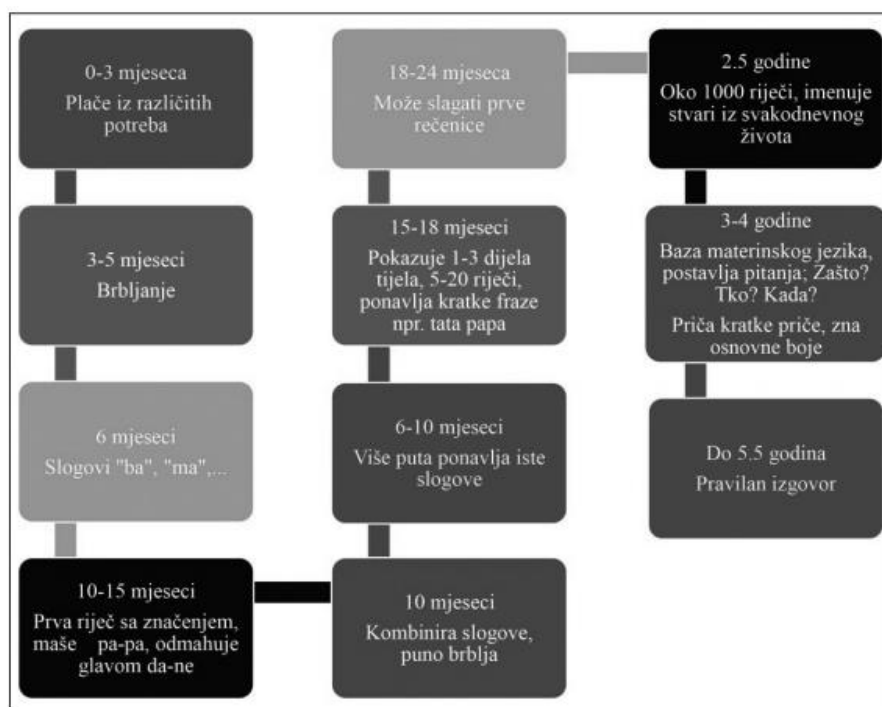 0-3 mjeseca
Plače iz različitih
potreba
3-5 mjeseci
Brbljanje
6 mjeseci
Slogovi "ba", "ma",...
10-15 mjeseci
Prva riječ sa značenjem,
maše pa-pa, odmahuje
glavom da-ne
10 mjeseci
Kombinira slogove,
puno brblja
6-10 mjeseci
Više puta ponavlja iste
slogove
15-18 mjeseci
Pokazuje 1-3 dijela
tijela, 5-20 riječi,
ponavlja kratke fraze
npr. tata papa
18-24 mjeseca
Može slagati prve
rečenice
2.5 godine
Oko 1000 riječi, imenuje
stvari iz svakodnevnog
života
3-4 godine
Baza materinskog jezika,
postavlja pitanja; Zašto?
Tko? Kada?
Priča kratke priče, zna
osnovne boje
Do 5.5 godina
Pravilan izgovor